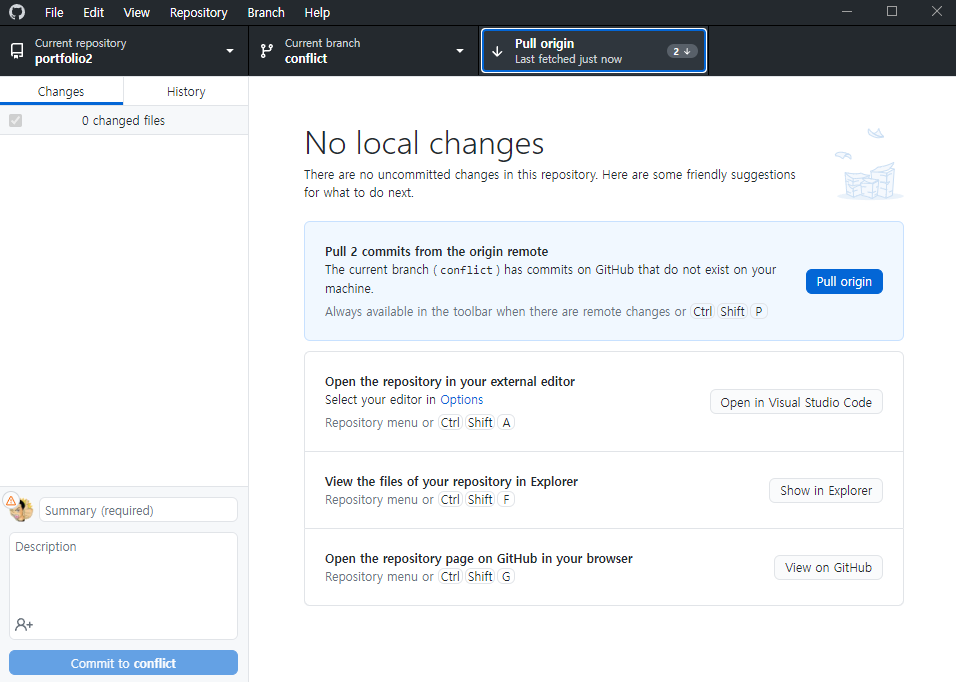 File Edit View Repository Branch Help
Current repository
portfolio2
Current branch
conflict
Pull origin
Last fetched just now
2
Changes History
0 changed files
No local changes
There are no uncommitted changes in this repository. Here are some friendly suggestions
for what to do next.
Pull 2 commits from the origin remote
The current branch ( conflict ) has commits on GitHub that do not exist on your
machine.
Always available in the toolbar when there are remote changes or Ctrl Shift P
Pull origin
Open the repository in your external editor
Select your editor in Options
Repository menu or Ctrl Shift A
Open in Visual Studio Code
View the files of your repository in Explorer
Repository menu or Ctrl Shift F
Show in Explorer
Open the repository page on GitHub in your browser
Repository menu or Ctrl Shift G
View on GitHub
Summary (required)
Description
Commit to conflict